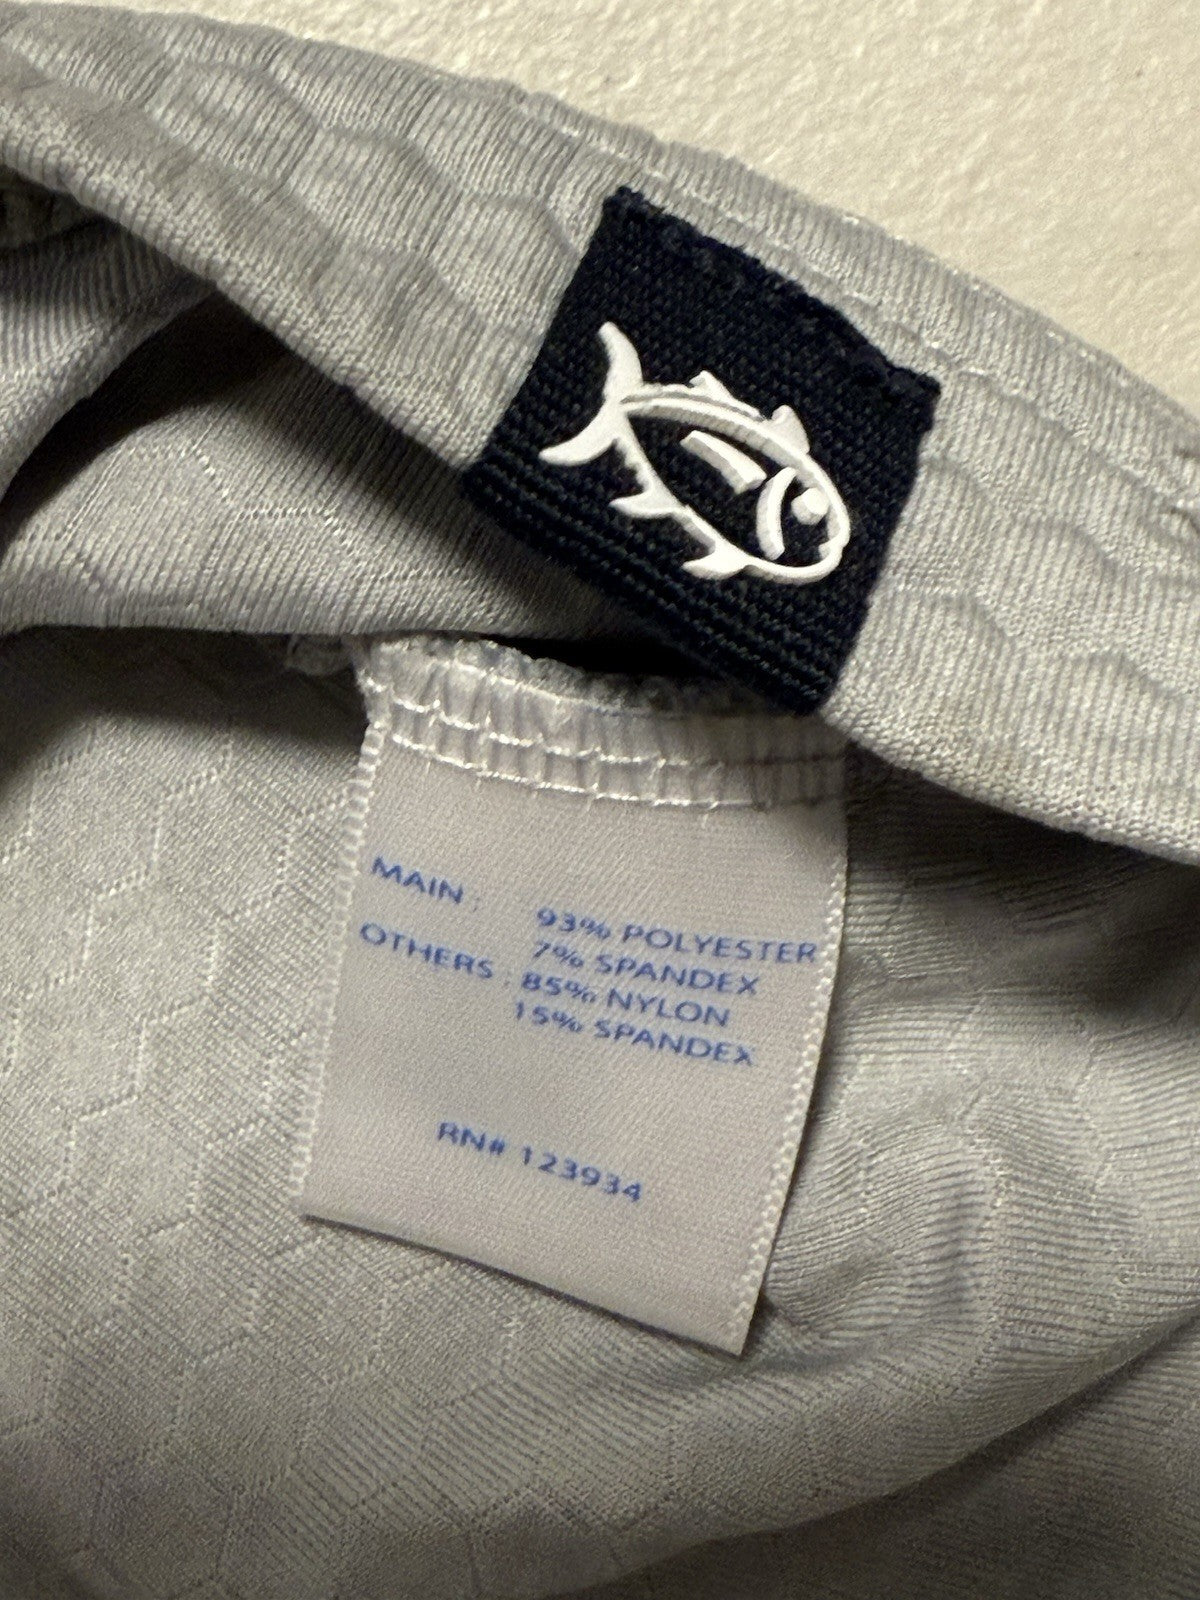 MAIN : 93% POLYESTER
7% SPANDEX
OTHERS : 85% NYLON
15% SPANDEX
RN# 123934